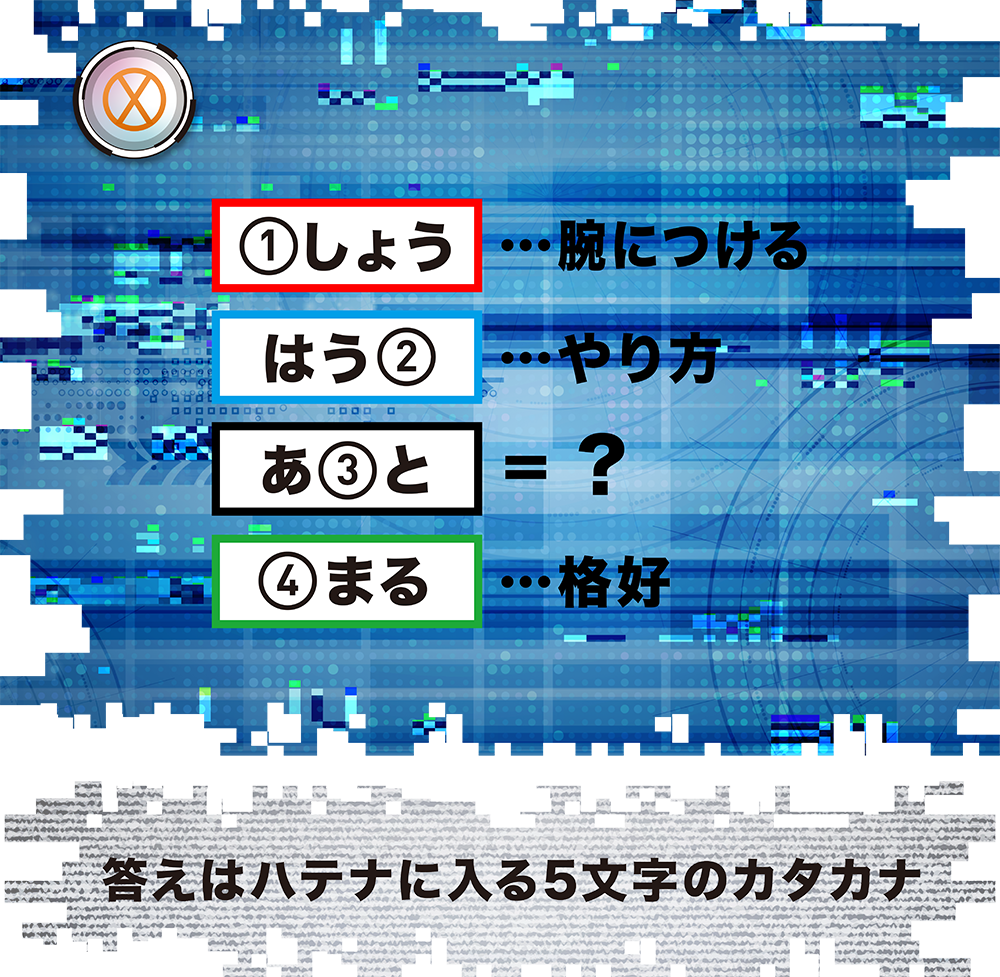 ①しょう…腕につける
はう②…やり方
あ③と=?
④まる…格好
答えはハテナに入る5文字のカタカナ